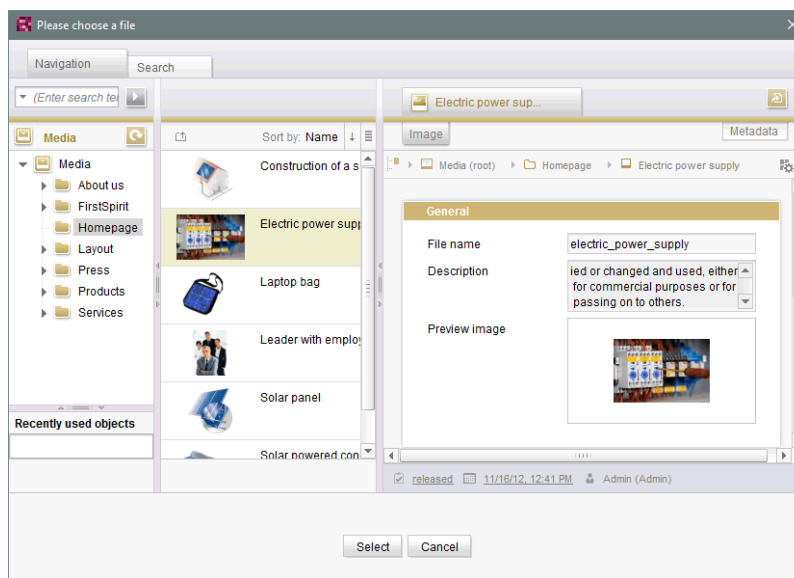 Please choose a file
Navigation
Search
(Enter search
Electric power sup...
Media
Sort by: Name
Image
Metadata
Media
About us
FirstSpirit
Homepage
Layout
Press
Products
Services
Construction of a s
Electric power supp
Laptop bag
Leader with employ
Solar panel
Solar powered con
Media (root)
Homepage
Electric power supply
General
File name
electric_power_supply
Description
ied or changed and used, either
for commercial purposes or for
passing on to others.
Preview image
Recently used objects
released
11/16/12, 12:41 PM
Admin (Admin)
Select
Cancel